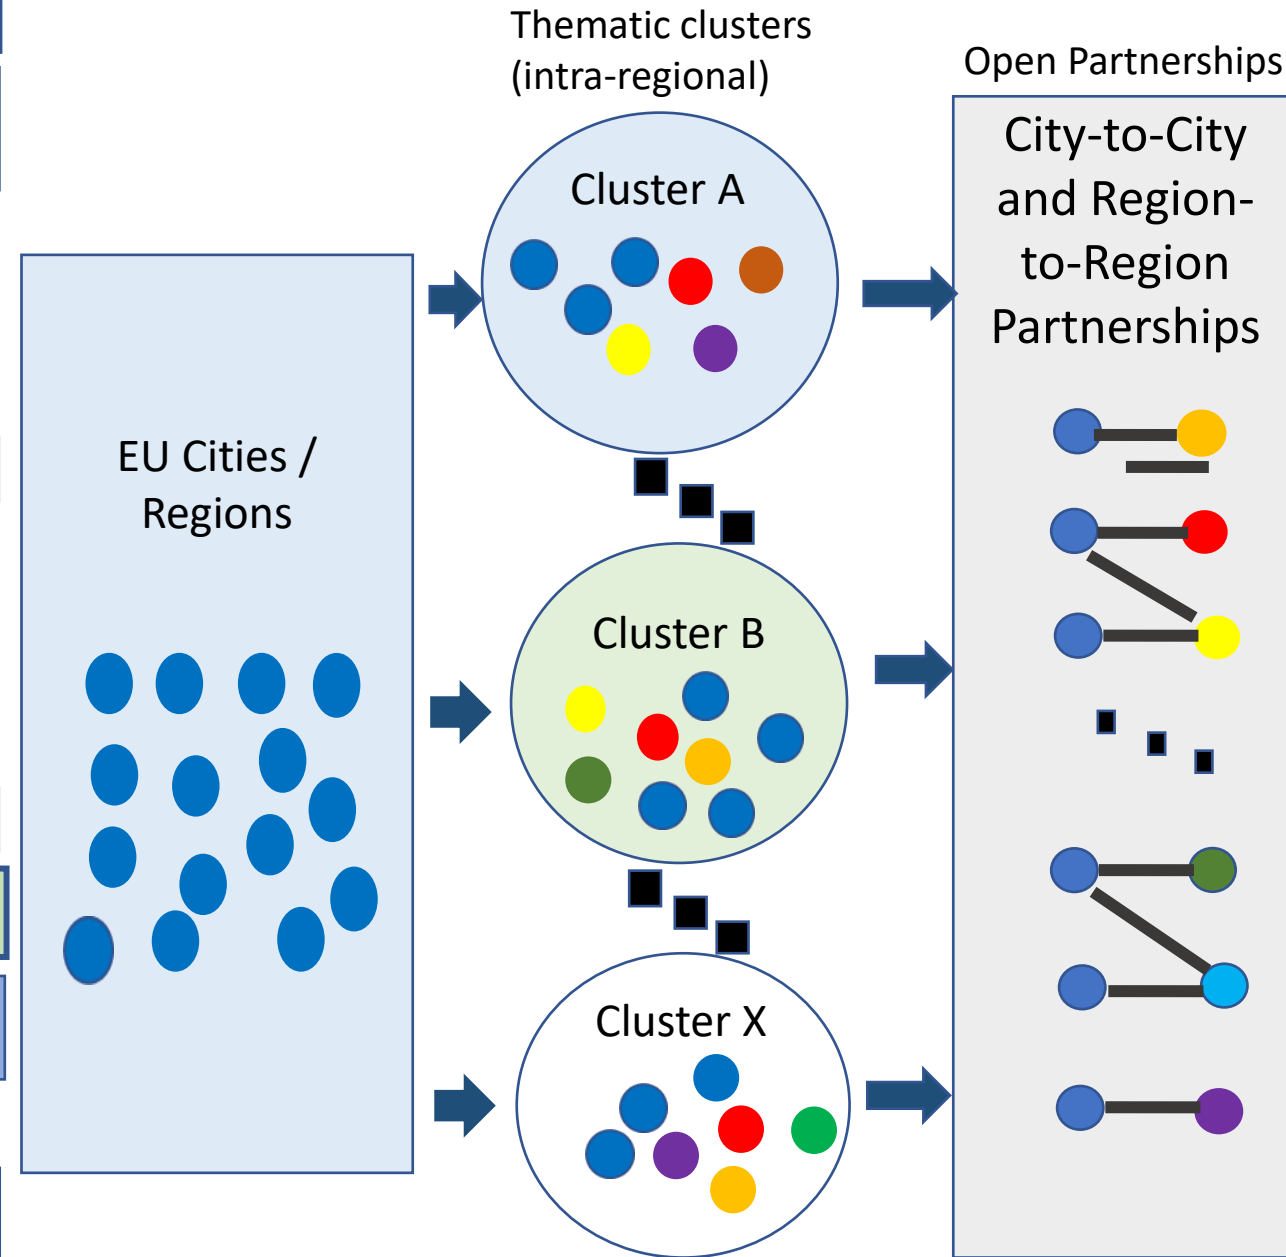 Thematic clusters
(intra-regional)
Open Partnerships
City-to-City
and Region-
to-Region
Partnerships
Cluster A
EU Cities /
Regions
Cluster B
Cluster X